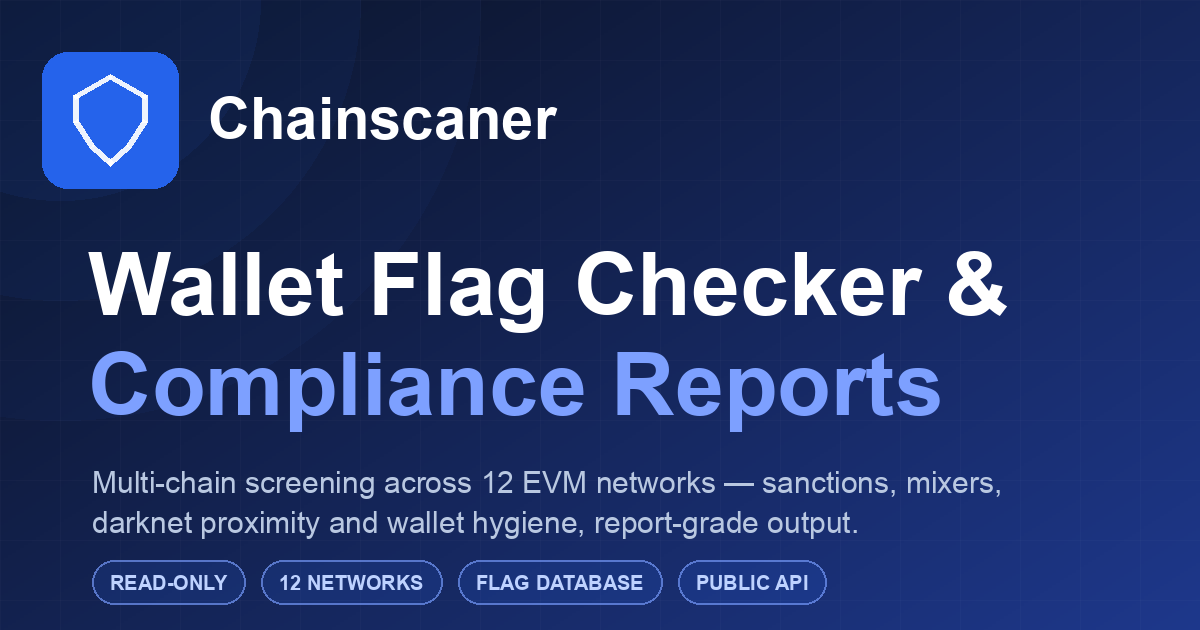 Chainscaner
Wallet Flag Checker &
Compliance Reports
Multi-chain screening across 12 EVM networks — sanctions, mixers,
darknet proximity and wallet hygiene, report-grade output.
READ-ONLY
12 NETWORKS
FLAG DATABASE
PUBLIC API